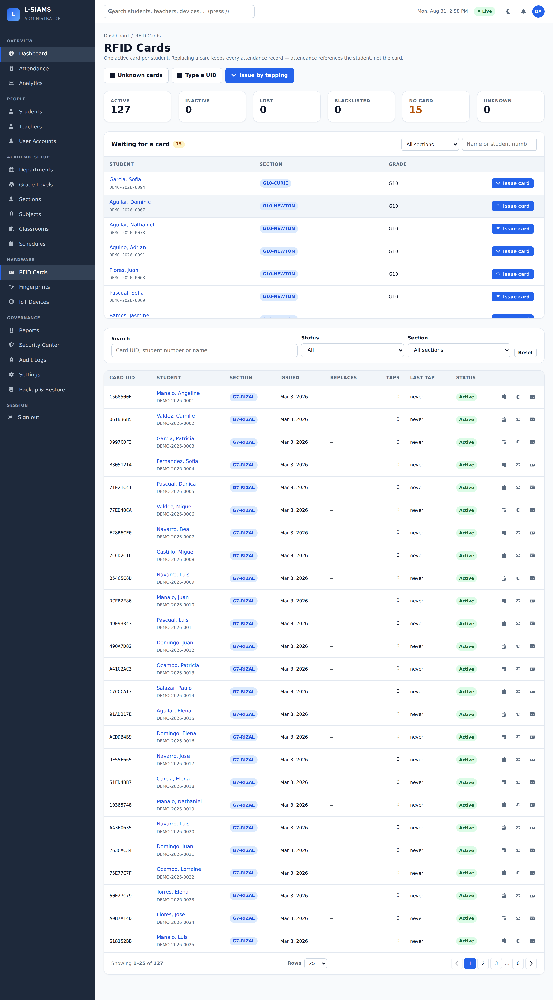 L
L-SIAMS
ADMINISTRATOR
OVERVIEW
Dashboard
Attendance
Analytics
PEOPLE
Students
Teachers
User Accounts
ACADEMIC SETUP
Departments
Grade Levels
Sections
Subjects
Classrooms
Schedules
HARDWARE
RFID Cards
Fingerprints
IoT Devices
GOVERNANCE
Reports
Security Center
Audit Logs
Settings
Backup & Restore
SESSION
Sign out
Search students, teachers, devices... (press /)
Mon, Aug 31, 2:58 PM
Live
DA
Dashboard / RFID Cards
RFID Cards
One active card per student. Replacing a card keeps every attendance record — attendance references the student, not the card.
Unknown cards
Type a UID
Issue by tapping
ACTIVE
127
INACTIVE
0
LOST
0
BLACKLISTED
0
NO CARD
15
UNKNOWN
0
Waiting for a card 15
All sections
Name or student numb
STUDENT SECTION GRADE
Garcia, Sofia
DEMO-2026-0094
G10-CURIE G10 Issue card
Aguilar, Dominic
DEMO-2026-0067
G10-NEWTON G10 Issue card
Aguilar, Nathaniel
DEMO-2026-0073
G10-NEWTON G10 Issue card
Aquino, Adrian
DEMO-2026-0091
G10-NEWTON G10 Issue card
Flores, Juan
DEMO-2026-0068
G10-NEWTON G10 Issue card
Pascual, Sofia
DEMO-2026-0069
G10-NEWTON G10 Issue card
Ramos, Jasmine
Search
Card UID, student number or name
Status
All
Section
All sections
Reset
CARD UID STUDENT SECTION ISSUED REPLACES TAPS LAST TAP STATUS
C568500E Manalo, Angeline G7-RIZAL Mar 3, 2026 — 0 never Active
DEMO-2026-0001
061B36B5 Valdez, Camille G7-RIZAL Mar 3, 2026 — 0 never Active
DEMO-2026-0002
D997C0F3 Garcia, Patricia G7-RIZAL Mar 3, 2026 — 0 never Active
DEMO-2026-0003
B3051214 Fernandez, Sofia G7-RIZAL Mar 3, 2026 — 0 never Active
DEMO-2026-0004
71E21C41 Pascual, Danica G7-RIZAL Mar 3, 2026 — 0 never Active
DEMO-2026-0005
77ED40CA Valdez, Miguel G7-RIZAL Mar 3, 2026 — 0 never Active
DEMO-2026-0006
F28B6CE0 Navarro, Bea G7-RIZAL Mar 3, 2026 — 0 never Active
DEMO-2026-0007
7CCD2C1C Castillo, Miguel G7-RIZAL Mar 3, 2026 — 0 never Active
DEMO-2026-0008
B54C5C8D Navarro, Luis G7-RIZAL Mar 3, 2026 — 0 never Active
DEMO-2026-0009
DCFB2E86 Manalo, Juan G7-RIZAL Mar 3, 2026 — 0 never Active
DEMO-2026-0010
49E93343 Pascual, Luis G7-RIZAL Mar 3, 2026 — 0 never Active
DEMO-2026-0011
490A7D82 Domingo, Juan G7-RIZAL Mar 3, 2026 — 0 never Active
DEMO-2026-0012
A41C2AC3 Ocampo, Patricia G7-RIZAL Mar 3, 2026 — 0 never Active
DEMO-2026-0013
C7CCCA17 Salazar, Paulo G7-RIZAL Mar 3, 2026 — 0 never Active
DEMO-2026-0014
91AD217E Aguilar, Elena G7-RIZAL Mar 3, 2026 — 0 never Active
DEMO-2026-0015
ACDDB4B9 Domingo, Elena G7-RIZAL Mar 3, 2026 — 0 never Active
DEMO-2026-0016
9F55F665 Navarro, Jose G7-RIZAL Mar 3, 2026 — 0 never Active
DEMO-2026-0017
51FD4BB7 Garcia, Elena G7-RIZAL Mar 3, 2026 — 0 never Active
DEMO-2026-0018
10365748 Manalo, Nathaniel G7-RIZAL Mar 3, 2026 — 0 never Active
DEMO-2026-0019
AA3E0635 Navarro, Luis G7-RIZAL Mar 3, 2026 — 0 never Active
DEMO-2026-0020
263CAC34 Domingo, Juan G7-RIZAL Mar 3, 2026 — 0 never Active
DEMO-2026-0021
75E77C7F Ocampo, Lorraine G7-RIZAL Mar 3, 2026 — 0 never Active
DEMO-2026-0022
60E27C79 Torres, Elena G7-RIZAL Mar 3, 2026 — 0 never Active
DEMO-2026-0023
A0B7A14D Flores, Jose G7-RIZAL Mar 3, 2026 — 0 never Active
DEMO-2026-0024
618152BB Manalo, Luis G7-RIZAL Mar 3, 2026 — 0 never Active
DEMO-2026-0025
Showing 1–25 of 127
Rows 25
1 2 3 ... 6